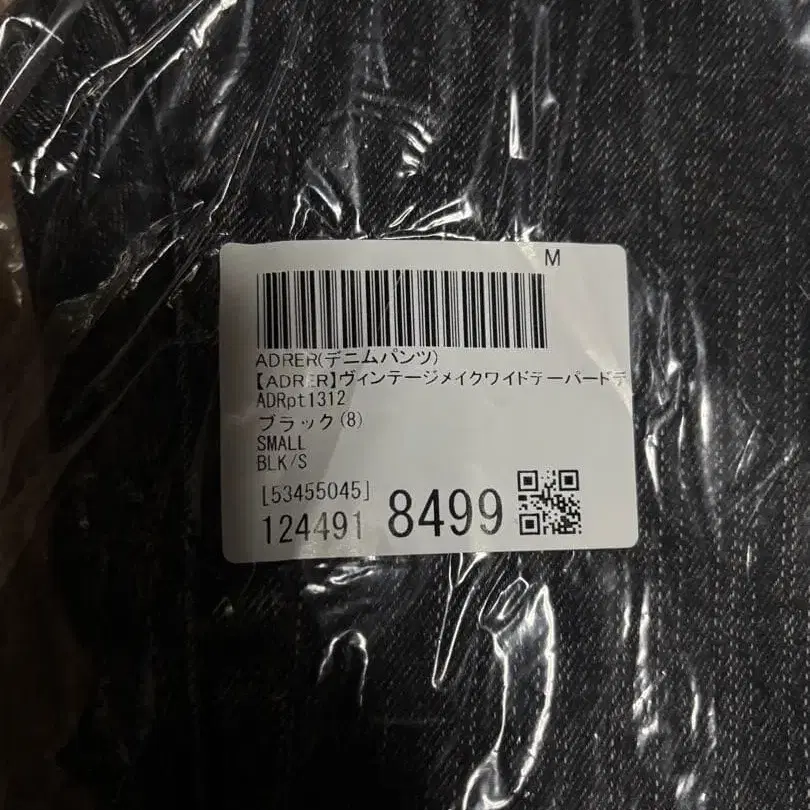 M
ADRER(デニムパンツ)
【ADRER】ヴィンテージメイクワイドテーパードデ
ADRpt1312
ブラック(8)
SMALL
BLK/S
[53455045]
124491 8499